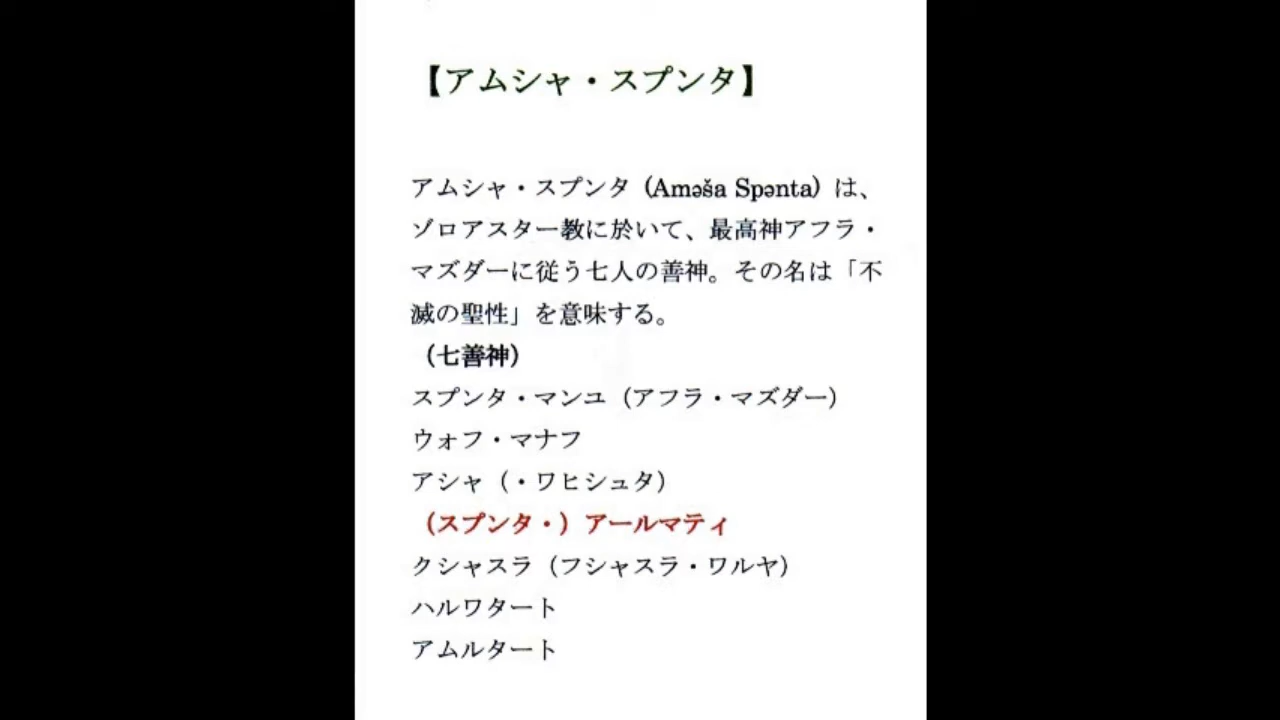 【アムシャ・スプンタ】
アムシャ・スプンタ (Aməša Spənta) は、
ゾロアスター教に於いて、最高神アフラ・
マズダーに従う七人の善神。その名は「不
滅の聖性」を意味する。
（七善神）
スプンタ・マンユ（アフラ・マズダー）
ウォフ・マナフ
アシャ（・ワヒシュタ）
（スプンタ・）アールマティ
クシャスラ（フシャスラ・ワルヤ）
ハルワタート
アムルタート